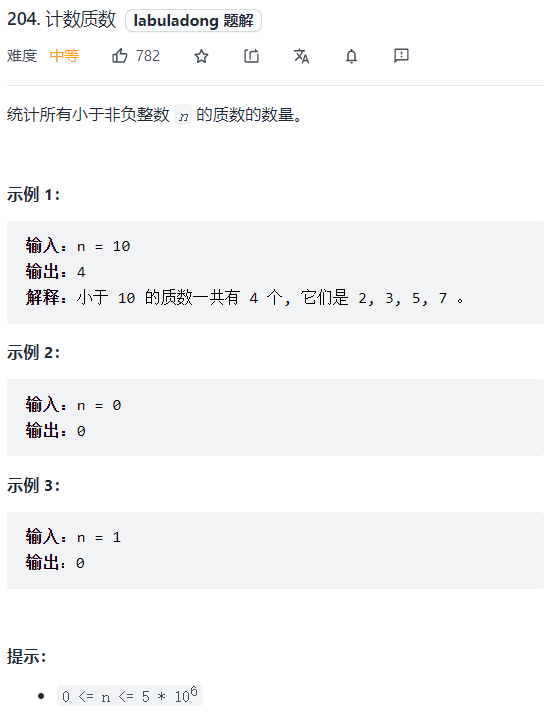 204. 计数质数 labuladong 题解
难度 中等 782
统计所有小于非负整数 n 的质数的数量。
示例 1：
输入：n = 10
输出：4
解释：小于 10 的质数一共有 4 个, 它们是 2, 3, 5, 7 。
示例 2：
输入：n = 0
输出：0
示例 3：
输入：n = 1
输出：0
提示：
0 <= n <= 5 * 10⁶